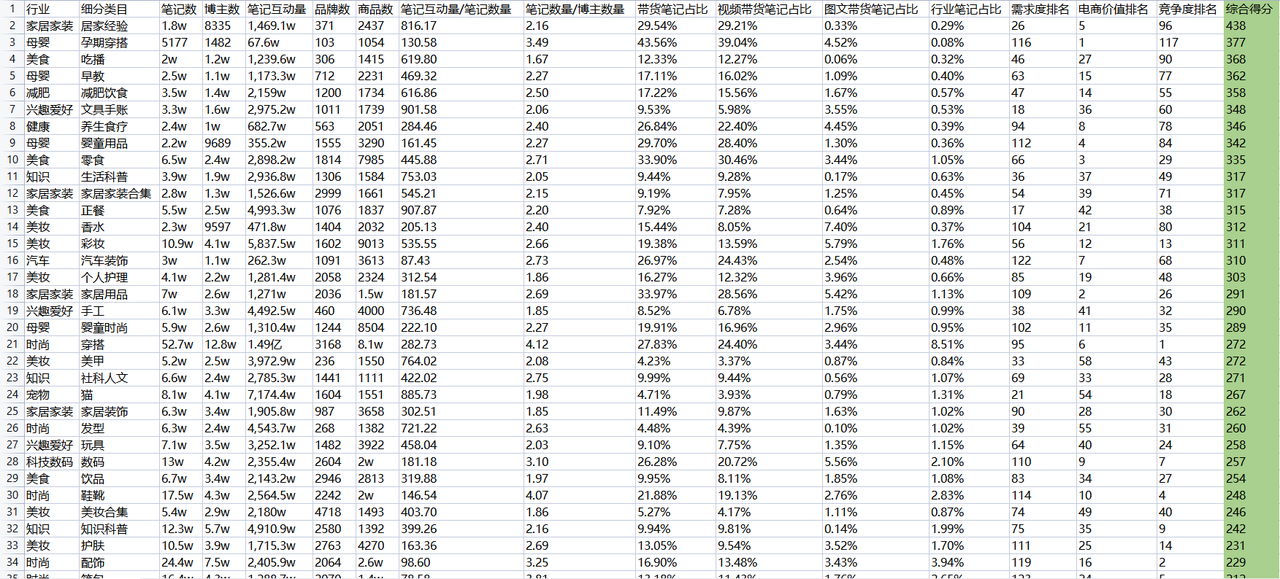 1 行业 细分类目 笔记数 博主数 笔记互动量 品牌数 商品数 笔记互动量/笔记数量 笔记数量/博主数量 带货笔记占比 视频带货笔记占比 图文带货笔记占比 行业笔记占比 需求度排名 电商价值排名 竞争度排名 综合得分
2 家居家装 居家经验 1.8w 8335 1,469.1w 371 2437 816.17 2.16 29.54% 29.21% 0.33% 0.29% 26 5 96 438
3 母婴 孕期穿搭 5177 1482 67.6w 103 1054 130.58 3.49 43.56% 39.04% 4.52% 0.08% 116 1 117 377
4 美食 吃播 2w 1.2w 1,239.6w 306 1415 619.80 1.67 12.33% 12.27% 0.06% 0.32% 46 27 90 368
5 母婴 早教 2.5w 1.1w 1,173.3w 712 2231 469.32 2.27 17.11% 16.02% 1.09% 0.40% 63 15 77 362
6 减肥 减肥饮食 3.5w 1.4w 2,159w 1200 1734 616.86 2.50 17.22% 15.56% 1.67% 0.57% 47 14 55 358
7 兴趣爱好 文具手账 3.3w 1.6w 2,975.2w 1011 1739 901.58 2.06 9.53% 5.98% 3.55% 0.53% 18 36 60 348
8 健康 养生食疗 2.4w 1w 682.7w 563 2051 284.46 2.40 26.84% 22.40% 4.45% 0.39% 94 8 78 346
9 母婴 婴童用品 2.2w 9689 355.2w 1555 3290 161.45 2.27 29.70% 28.40% 1.30% 0.36% 112 4 84 342
10 美食 零食 6.5w 2.4w 2,898.2w 1814 7985 445.88 2.71 33.90% 30.46% 3.44% 1.05% 66 3 29 335
11 知识 生活科普 3.9w 1.9w 2,936.8w 1306 1584 753.03 2.05 9.44% 9.28% 0.17% 0.63% 36 37 49 317
12 家居家装 家居家装合集 2.8w 1.3w 1,526.6w 2999 1661 545.21 2.15 9.19% 7.95% 1.25% 0.45% 54 39 71 317
13 美食 正餐 5.5w 2.5w 4,993.3w 1076 1837 907.87 2.20 7.92% 7.28% 0.64% 0.89% 17 42 38 315
14 美妆 香水 2.3w 9597 471.8w 1404 2032 205.13 2.40 15.44% 8.05% 7.40% 0.37% 104 21 80 312
15 美妆 彩妆 10.9w 4.1w 5,837.5w 1602 9013 535.55 2.66 19.38% 13.59% 5.79% 1.76% 56 12 13 311
16 汽车 汽车装饰 3w 1.1w 262.3w 1091 3613 87.43 2.73 26.97% 24.43% 2.54% 0.48% 122 7 68 310
17 美妆 个人护理 4.1w 2.2w 1,281.4w 2058 2324 312.54 1.86 16.27% 12.32% 3.96% 0.66% 85 19 48 303
18 家居家装 家居用品 7w 2.6w 1,271w 2036 1.5w 181.57 2.69 33.97% 28.56% 5.42% 1.13% 109 2 26 291
19 兴趣爱好 手工 6.1w 3.3w 4,492.5w 460 4000 736.48 1.85 8.52% 6.78% 1.75% 0.99% 38 41 32 290
20 母婴 婴童时尚 5.9w 2.6w 1,310.4w 1244 8504 222.10 2.27 19.91% 16.96% 2.96% 0.95% 102 11 35 289
21 时尚 穿搭 52.7w 12.8w 1.49亿 3168 8.1w 282.73 4.12 27.83% 24.40% 3.44% 8.51% 95 6 1 272
22 美妆 美甲 5.2w 2.5w 3,972.9w 236 1550 764.02 2.08 4.23% 3.37% 0.87% 0.84% 33 58 43 272
23 知识 社科人文 6.6w 2.4w 2,785.3w 1441 1111 422.02 2.75 9.99% 9.44% 0.56% 1.07% 69 33 28 271
24 宠物 猫 8.1w 4.1w 7,174.4w 1604 1551 885.73 1.98 4.71% 3.93% 0.79% 1.31% 21 54 18 267
25 家居家装 家居装饰 6.3w 3.4w 1,905.8w 987 3658 302.51 1.85 11.49% 9.87% 1.63% 1.02% 90 28 30 262
26 时尚 发型 6.3w 2.4w 4,543.7w 268 1382 721.22 2.63 4.48% 4.39% 0.10% 1.02% 39 55 31 260
27 兴趣爱好 玩具 7.1w 3.5w 3,252.1w 1482 3922 458.04 2.03 9.10% 7.75% 1.35% 1.15% 64 40 24 258
28 科技数码 数码 13w 4.2w 2,355.4w 2604 2w 181.18 3.10 26.28% 20.72% 5.56% 2.10% 110 9 7 257
29 美食 饮品 6.7w 3.4w 2,143.2w 2946 2813 319.88 1.97 9.95% 8.11% 1.85% 1.08% 83 34 27 254
30 时尚 鞋靴 17.5w 4.3w 2,564.5w 2242 2w 146.54 4.07 21.88% 19.13% 2.76% 2.83% 114 10 4 248
31 美妆 美妆合集 5.4w 2.9w 2,180w 4718 1493 403.70 1.86 5.27% 4.17% 1.11% 0.87% 74 49 40 246
32 知识 知识科普 12.3w 5.7w 4,910.9w 2580 1392 399.26 2.16 9.94% 9.81% 0.14% 1.99% 75 35 9 242
33 美妆 护肤 10.5w 3.9w 1,715.3w 2763 4270 163.36 2.69 13.05% 9.54% 3.52% 1.70% 111 25 14 231
34 时尚 配饰 24.4w 7.5w 2,405.9w 2064 2.6w 98.60 3.25 16.90% 13.48% 3.43% 3.94% 119 16 2 229